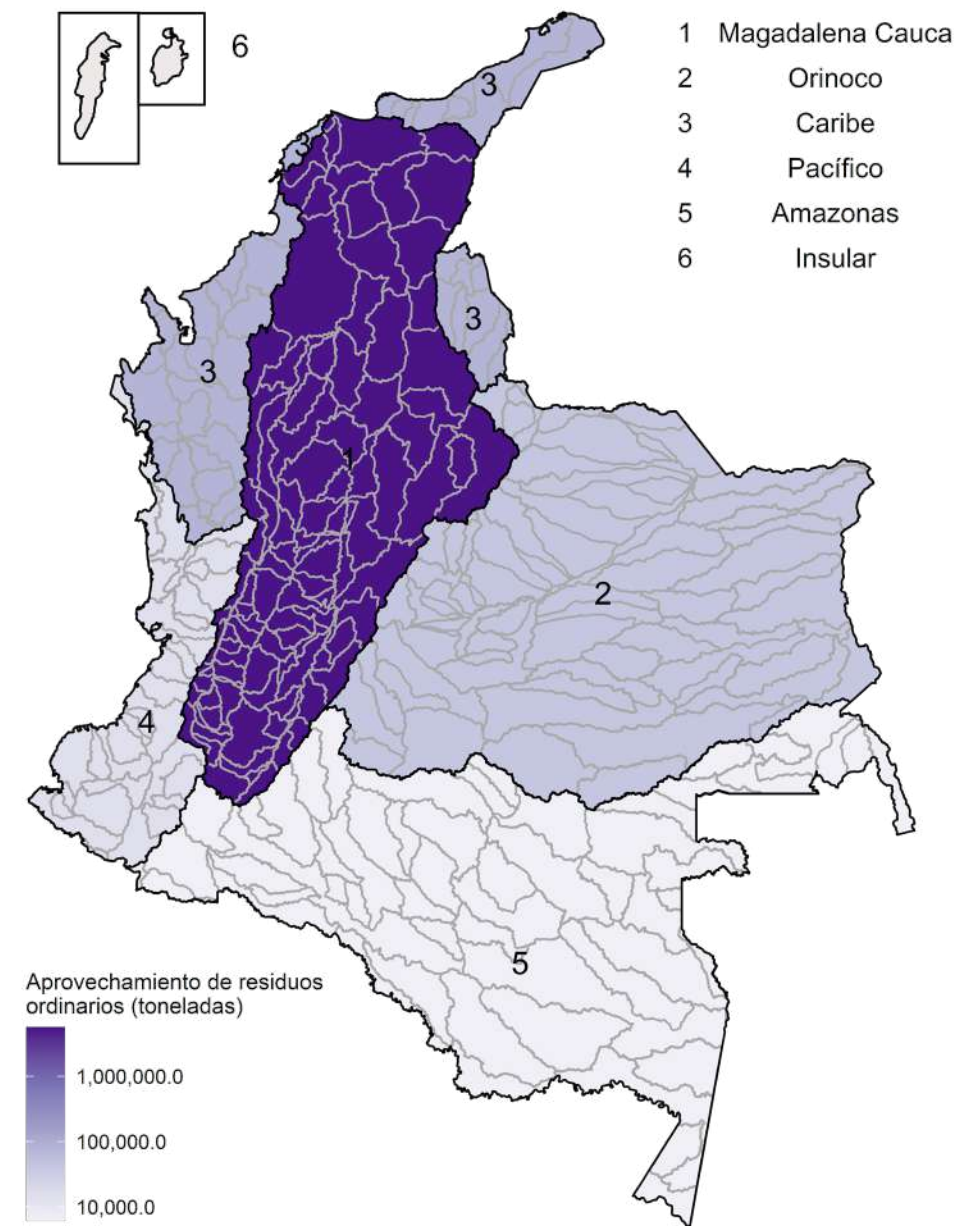 6
1 Magadalena Cauca
2 Orinoco
3 Caribe
4 Pacífico
5 Amazonas
6 Insular
3
3
3
1
2
4
5
Aprovechamiento de residuos
ordinarios (toneladas)
1,000,000.0
100,000.0
10,000.0